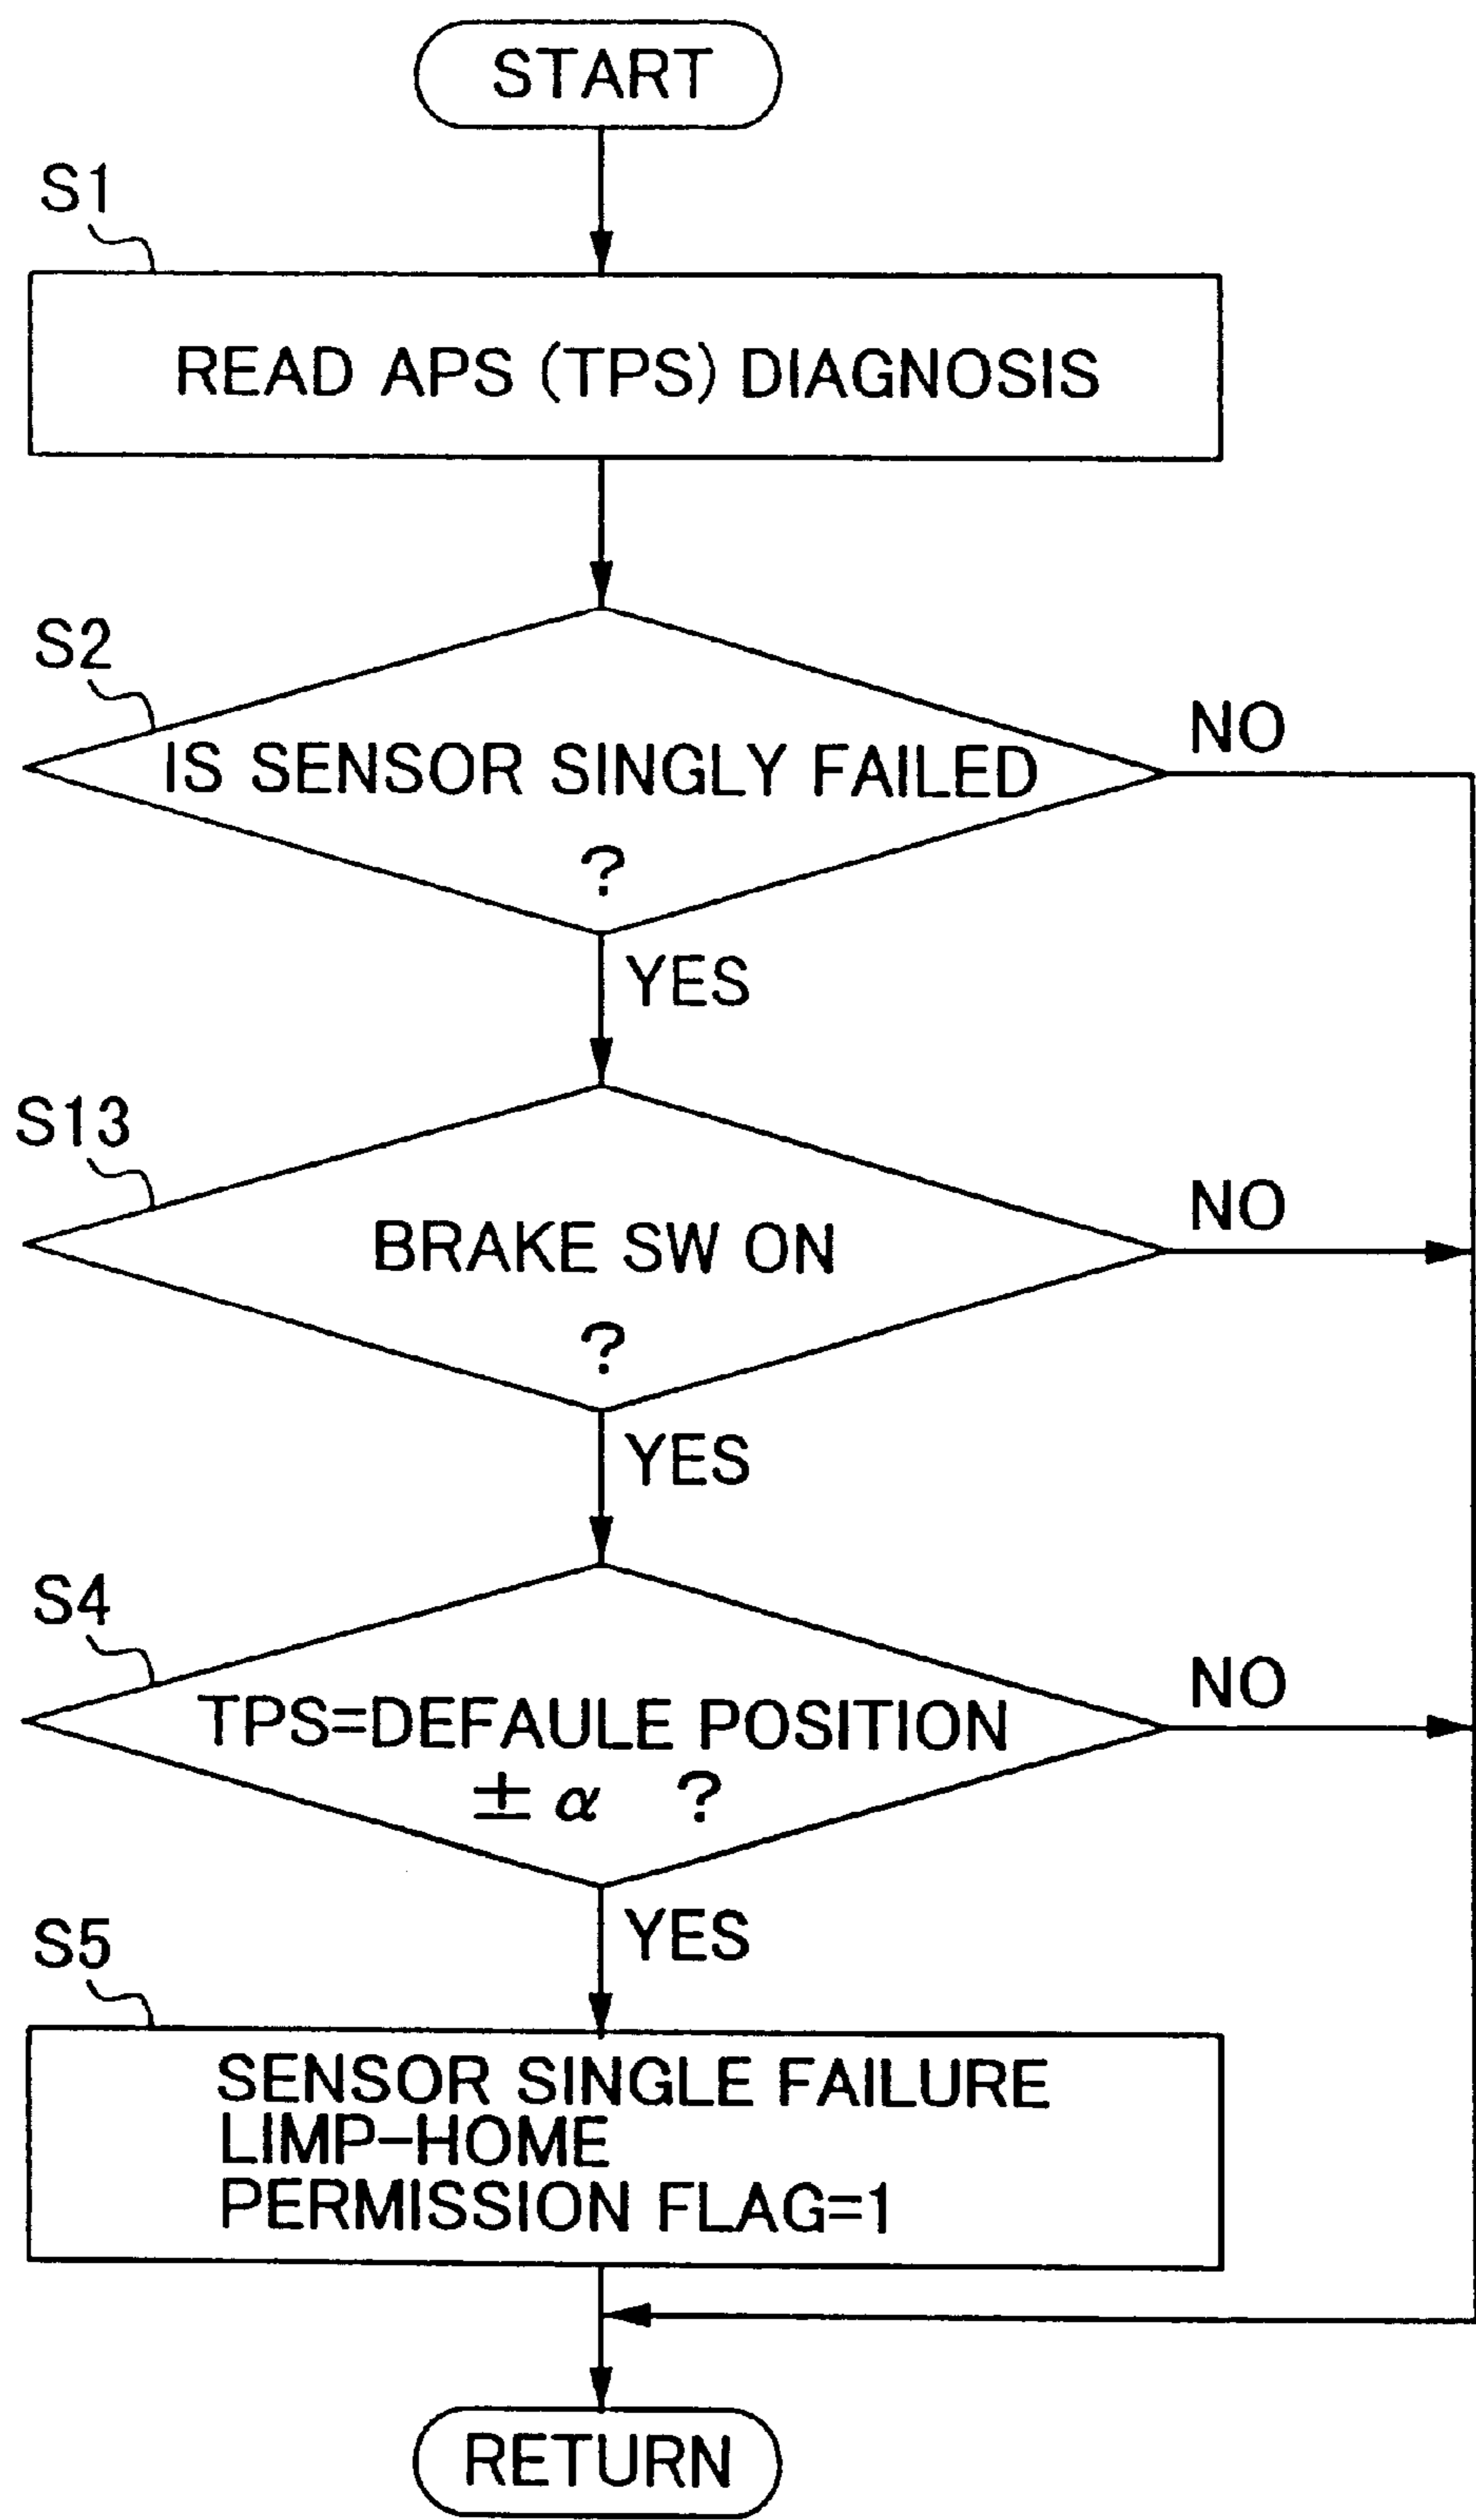 START
S1
READ APS (TPS) DIAGNOSIS
S2
IS SENSOR SINGLY FAILED
?
NO
YES
S13
BRAKE SW ON
?
NO
YES
S4
TPS=DEFAULE POSITION
± α ?
NO
YES
S5
SENSOR SINGLE FAILURE
LIMP-HOME
PERMISSION FLAG=1
RETURN